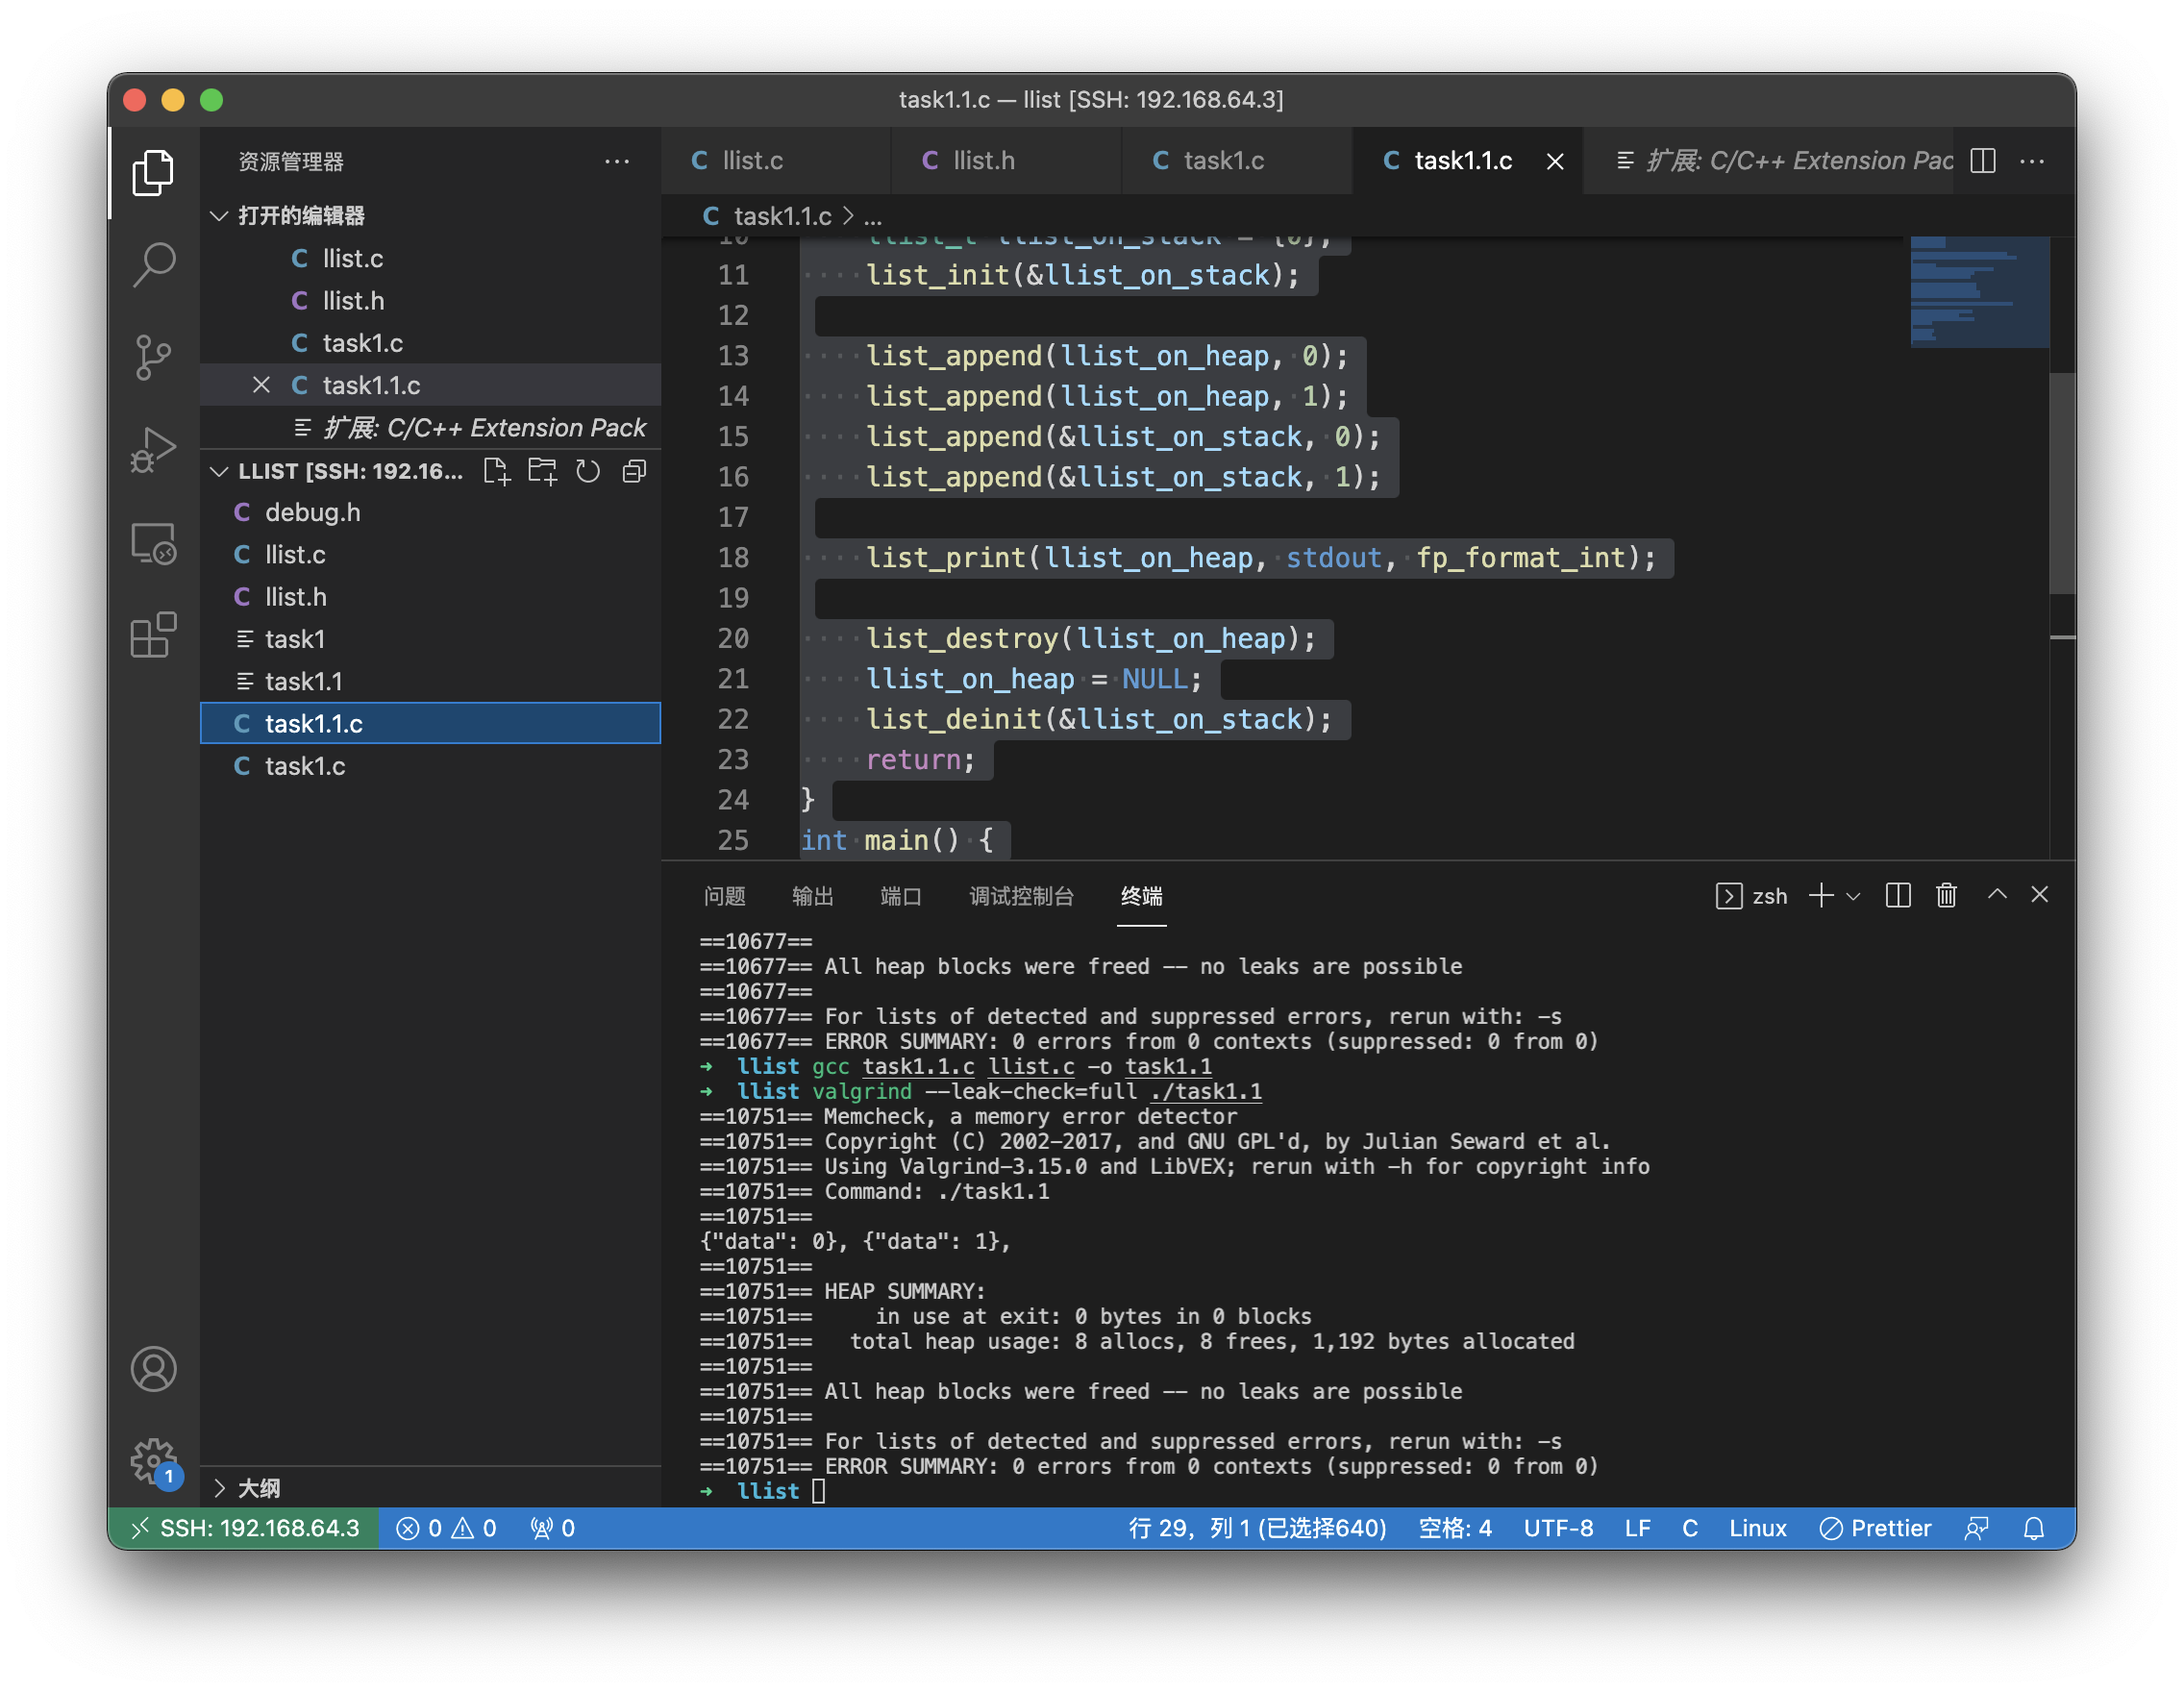 task1.1.c — llist [SSH: 192.168.64.3]
资源管理器
打开的编辑器
C llist.c
C llist.h
C task1.c
C task1.1.c
扩展: C/C++ Extension Pack
LLIST [SSH: 192.16...
C debug.h
C llist.c
C llist.h
task1
task1.1
C task1.1.c
C task1.c
大纲
1
C llist.c
C llist.h
C task1.c
C task1.1.c
扩展: C/C++ Extension Pac
C task1.1.c > ...
10 llist_t llist_on_stack = {0};
11 list_init(&llist_on_stack);
12
13 list_append(llist_on_heap, 0);
14 list_append(llist_on_heap, 1);
15 list_append(&llist_on_stack, 0);
16 list_append(&llist_on_stack, 1);
17
18 list_print(llist_on_heap, stdout, fp_format_int);
19
20 list_destroy(llist_on_heap);
21 llist_on_heap = NULL;
22 list_deinit(&llist_on_stack);
23 return;
24 }
25 int main() {
问题 输出 端口 调试控制台 终端 zsh
==10677==
==10677== All heap blocks were freed -- no leaks are possible
==10677==
==10677== For lists of detected and suppressed errors, rerun with: -s
==10677== ERROR SUMMARY: 0 errors from 0 contexts (suppressed: 0 from 0)
➜ llist gcc task1.1.c llist.c -o task1.1
➜ llist valgrind --leak-check=full ./task1.1
==10751== Memcheck, a memory error detector
==10751== Copyright (C) 2002-2017, and GNU GPL'd, by Julian Seward et al.
==10751== Using Valgrind-3.15.0 and LibVEX; rerun with -h for copyright info
==10751== Command: ./task1.1
==10751==
{"data": 0}, {"data": 1},
==10751==
==10751== HEAP SUMMARY:
==10751==     in use at exit: 0 bytes in 0 blocks
==10751==   total heap usage: 8 allocs, 8 frees, 1,192 bytes allocated
==10751==
==10751== All heap blocks were freed -- no leaks are possible
==10751==
==10751== For lists of detected and suppressed errors, rerun with: -s
==10751== ERROR SUMMARY: 0 errors from 0 contexts (suppressed: 0 from 0)
➜ llist
SSH: 192.168.64.3 0 0 0 行 29，列 1 (已选择640) 空格: 4 UTF-8 LF C Linux Prettier